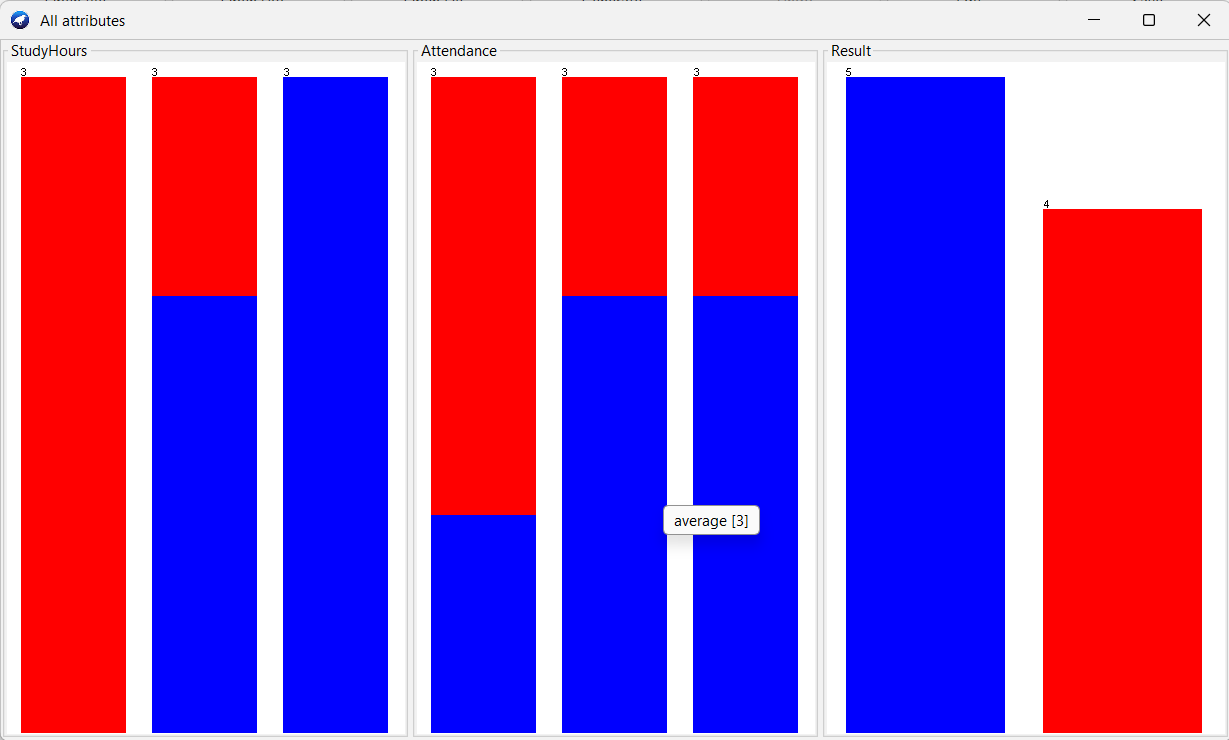 All attributes
StudyHours
3 3 3
Attendance
3 3 3
average [3]
Result
5
4